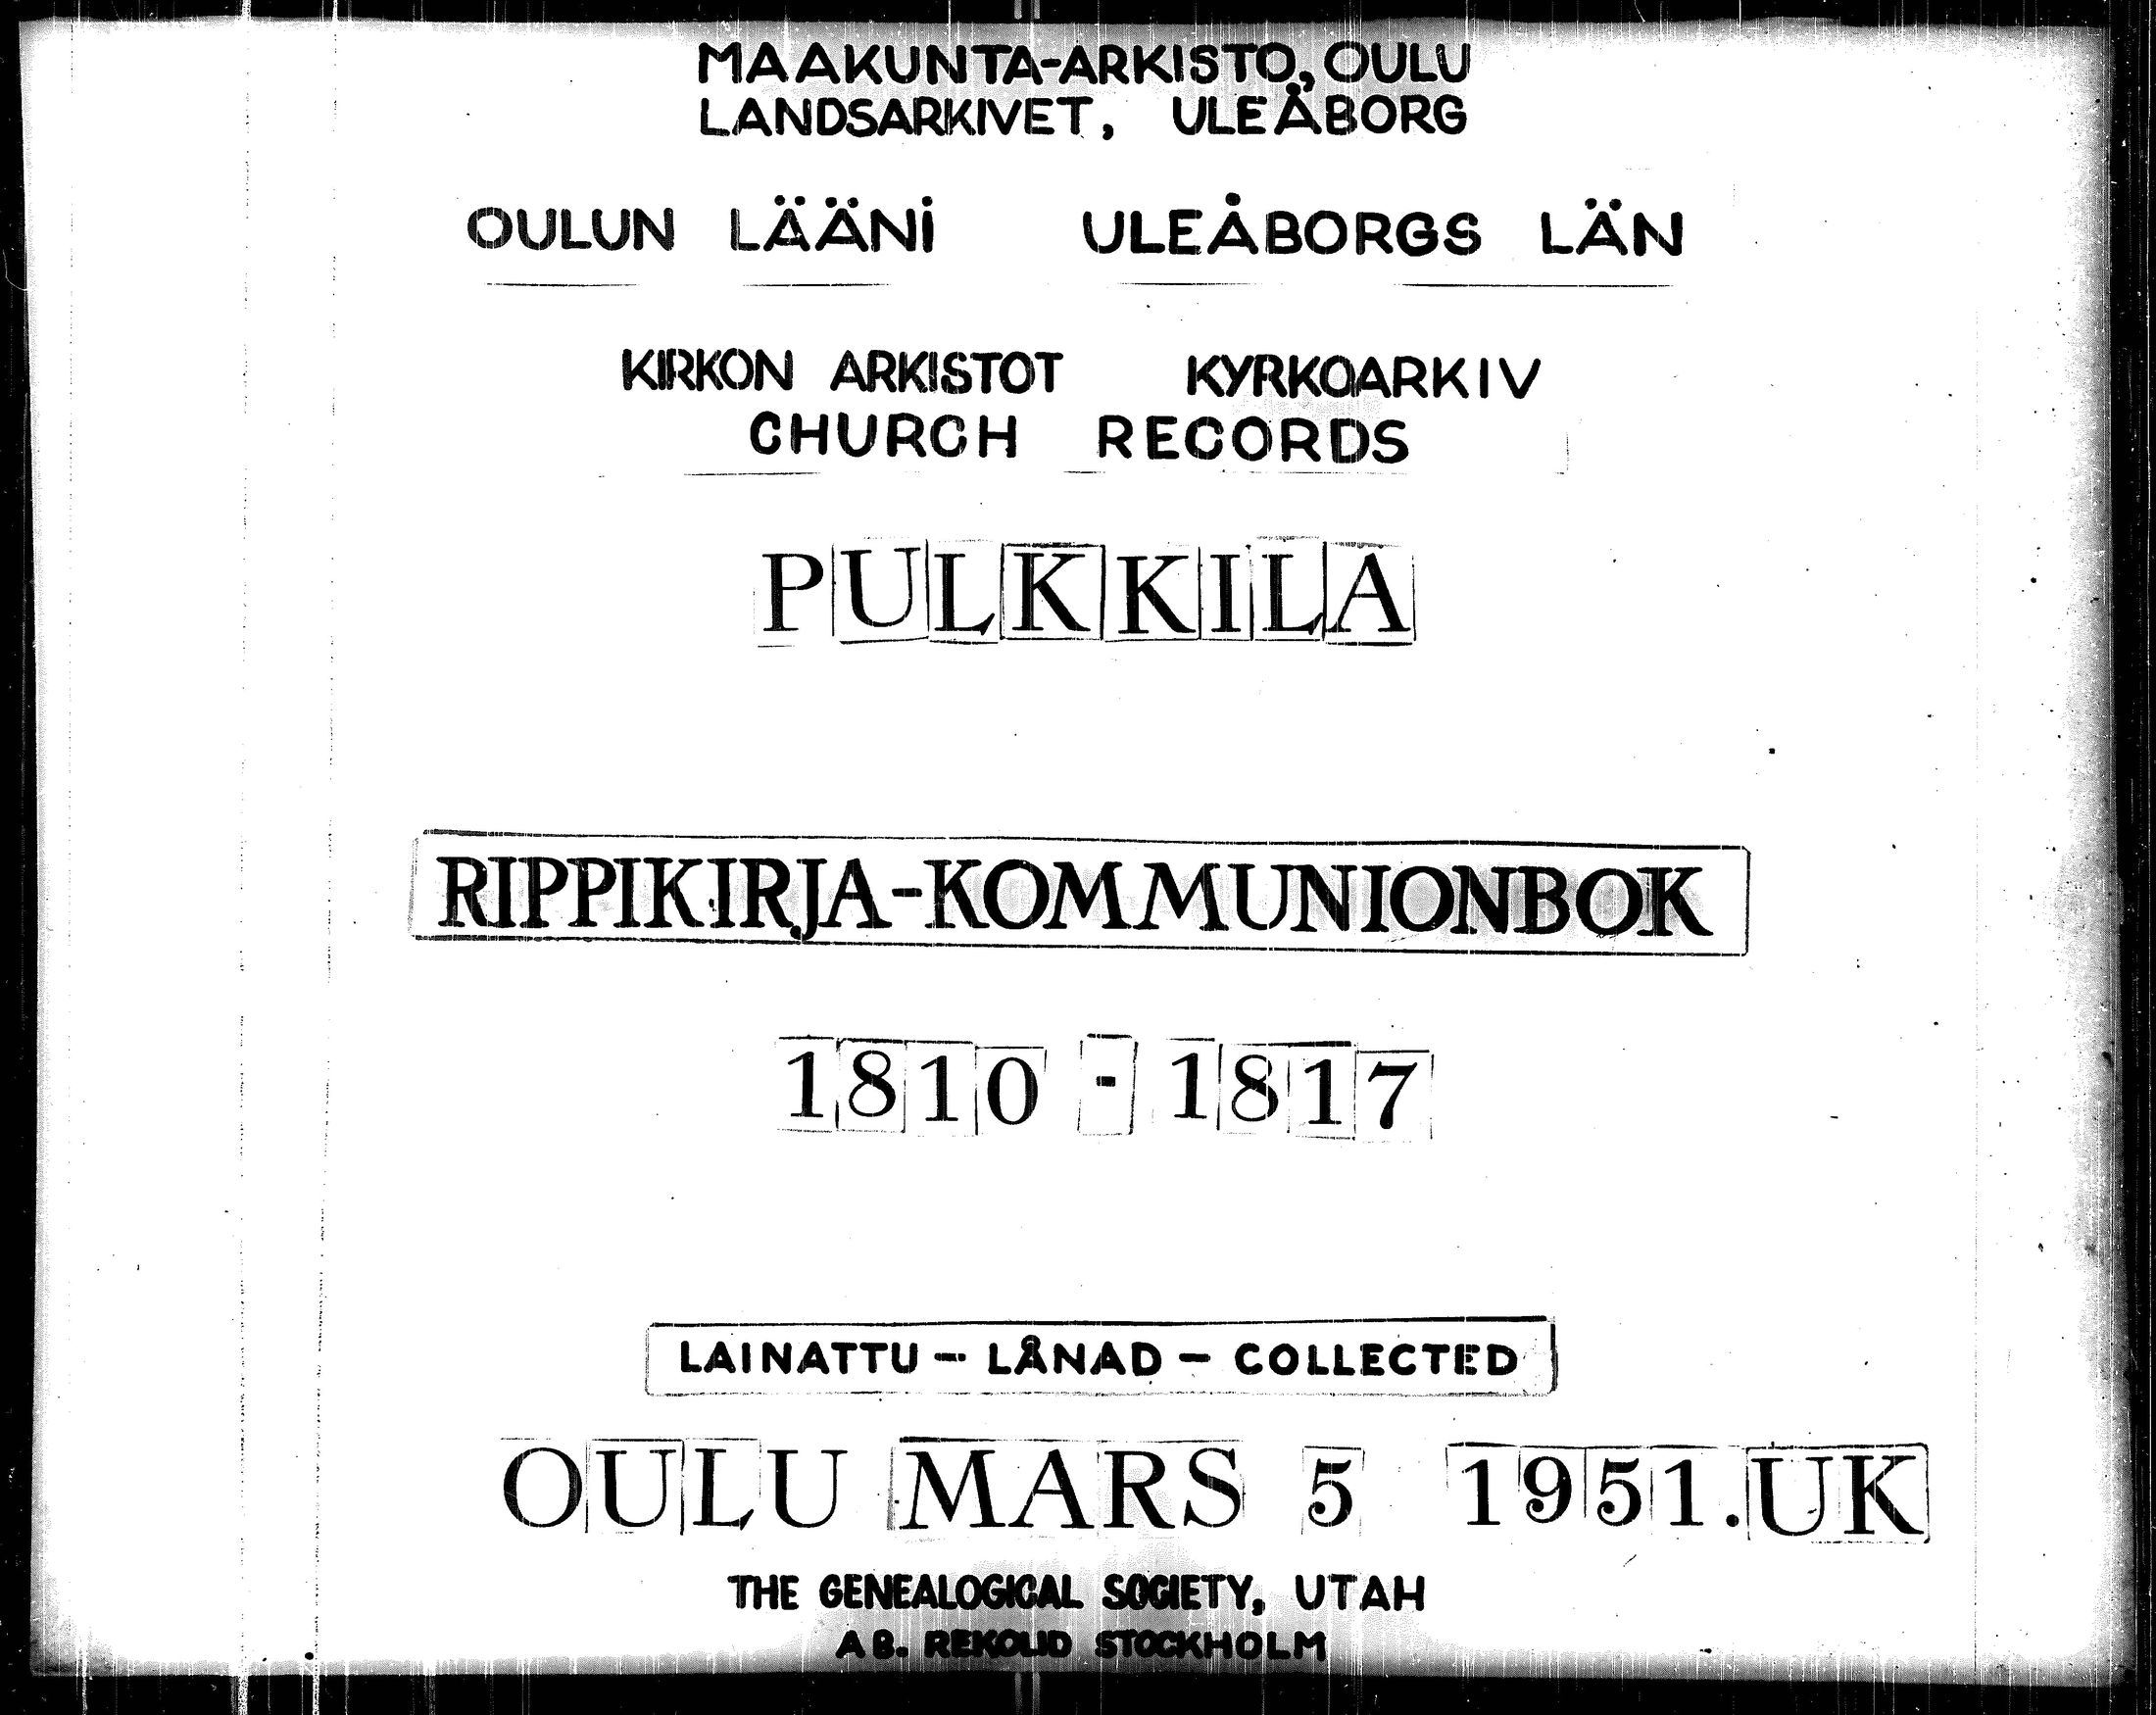 MAAKUNTA-ARKISTO, OULU
LANDSARKIVET, ULEÅBORG
OULUN LÄÄNI ULEÅBORGS LÄN
KIRKON ARKISTOT KYRKOARKIV
CHURCH RECORDS
PULKKILA
RIPPIKIRJA-KOMMUNIONBOK
1810 - 1817
LAINATTU - LÅNAD - COLLECTED
OULU MARS 5 1951. UK
THE GENEALOGICAL SOCIETY, UTAH
AB. REKOLID STOCKHOLM